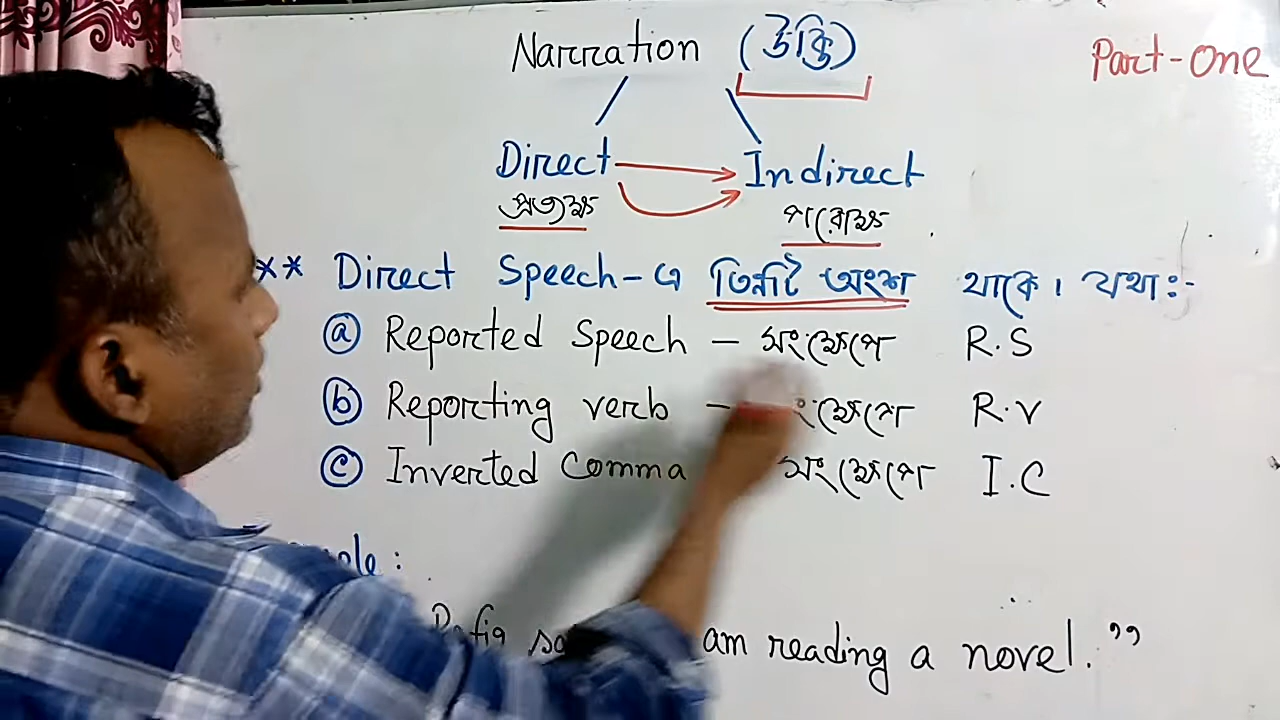 Narration (উক্তি)
Part-One
Direct Indirect
প্রত্যক্ষ পরোক্ষ
** Direct Speech-এ তিনটি অংশ থাকে। যথাঃ-
ⓐ Reported Speech - সংক্ষেপে R.S
ⓑ Reporting verb - সংক্ষেপে R.V
ⓒ Inverted Comma সংক্ষেপে I.C
am reading a novel.”